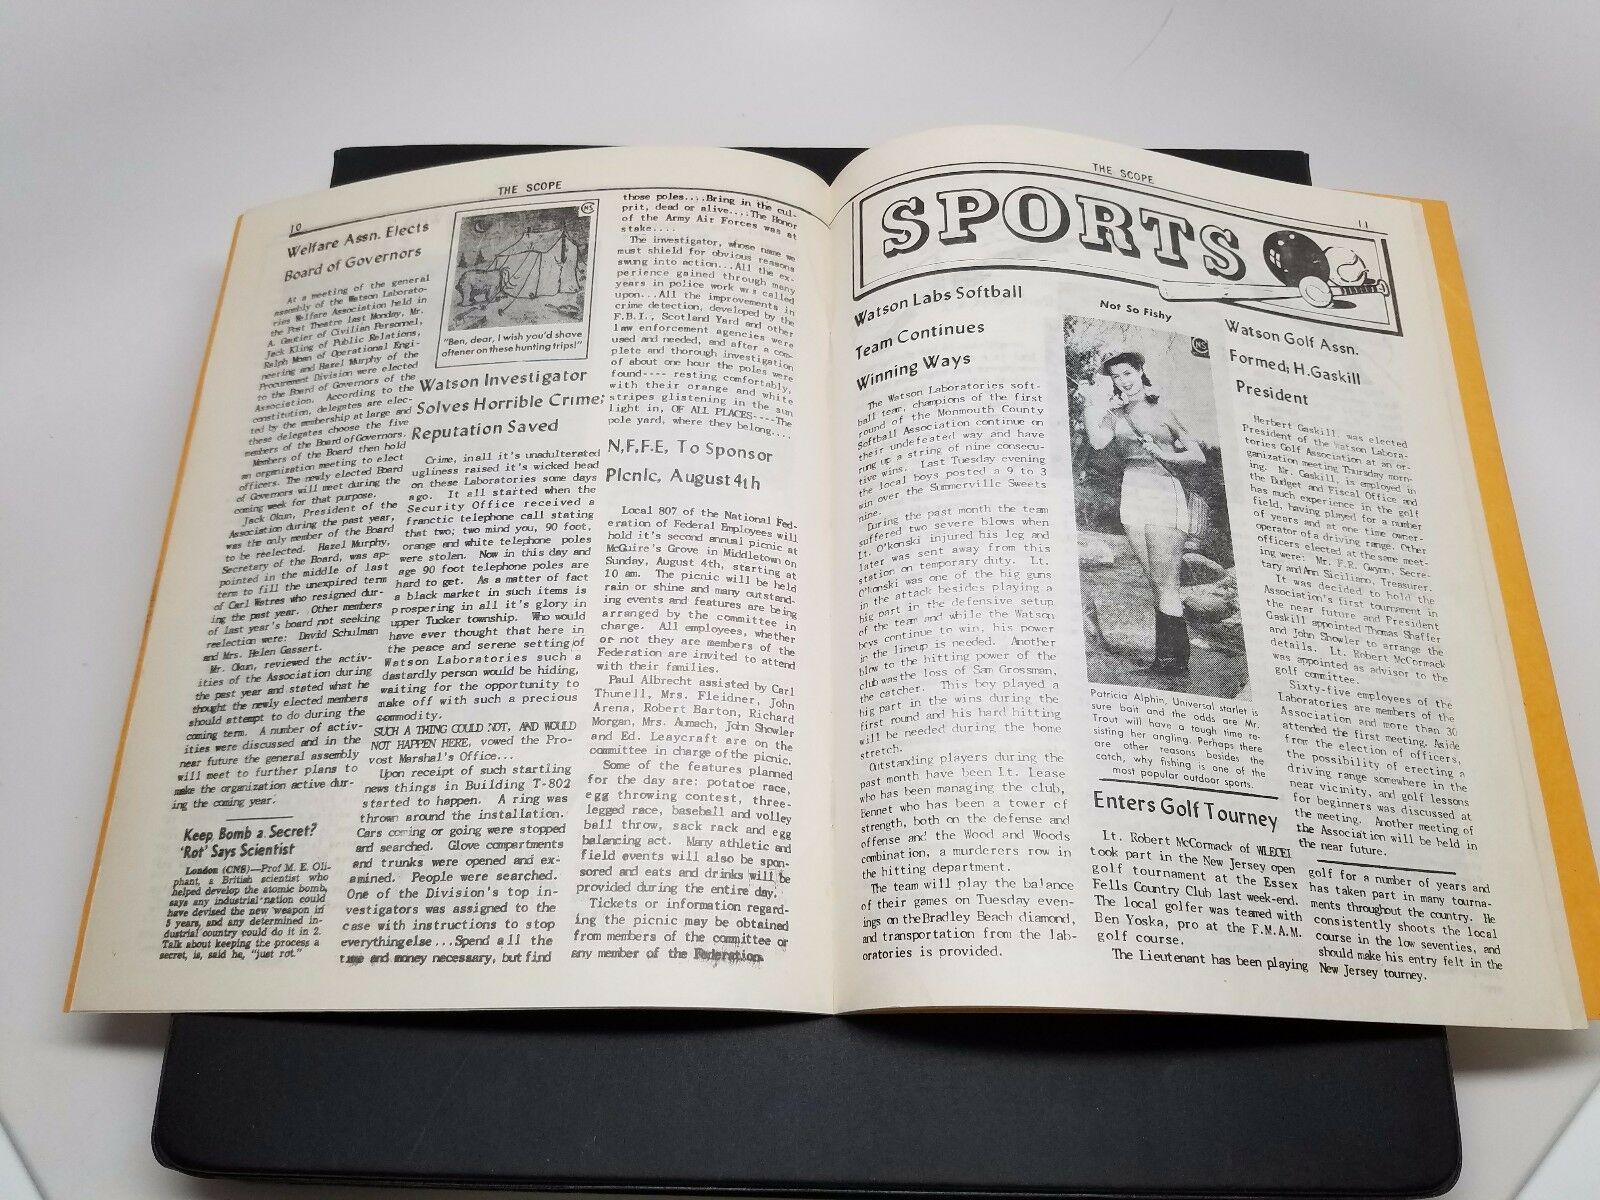 10
THE SCOPE
Welfare Assn. Elects
Board of Governors
At a meeting of the general
assembly of the Watson Laborato-
ries Welfare Association held in
the Post Theatre last Monday, Mr.
A. Gautier of Civilian Personnel,
Jack Kling of Public Relations,
Ralph Moan of Operational Engi-
neering and Hazel Murphy of the
Procurement Division were elected
to the Board of Governors of the
Association. According to the
constitution, delegates are elec-
ted by the membership at large and
these delegates choose the five
members of the Board of Governors.
Members of the Board then hold
an organization meeting to elect
officers. The newly elected Board
of Governors will meet during the
coming week for that purpose.
Jack Okun, President of the
Association during the past year,
was the only member of the Board
to be reelected. Hazel Murphy,
Secretary of the Board, was ap-
pointed in the middle of last
term to fill the unexpired term
of Carl Watres who resigned dur-
ing the past year. Other members
of last year's board not seeking
reelection were: David Schulman
and Mrs. Helen Gassert.
Mr. Okun, reviewed the activ-
ities of the Association during
the past year and stated what he
thought the newly elected members
should attempt to do during the
coming term. A number of activ-
ities were discussed and in the
near future the general assembly
will meet to further plans to
make the organization active dur-
ing the coming year.
Keep Bomb a Secret?
'Rot' Says Scientist
London (CNS)—Prof M. E. Oli-
phant, a British scientist who
helped develop the atomic bomb,
says any industrial nation could
have devised the new weapon in
5 years, and any determined in-
dustrial country could do it in 2.
Talk about keeping the process a
secret, is, said he, "just rot."
"Ben, dear, I wish you'd shave
oftener on these hunting trips!"
Watson Investigator
Solves Horrible Crime;
Reputation Saved
Crime, in all it's unadulterated
ugliness raised it's wicked head
on these Laboratories some days
ago. It all started when the
Security Office received a
franctic telephone call stating
that two; two mind you, 90 foot,
orange and white telephone poles
were stolen. Now in this day and
age 90 foot telephone poles are
hard to get. As a matter of fact
a black market in such items is
prospering in all it's glory in
upper Tucker township. Who would
have ever thought that here in
the peace and serene setting of
Watson Laboratories such a
dastardly person would be hiding,
waiting for the opportunity to
make off with such a precious
commodity.
SUCH A THING COULD NOT, AND WOULD
NOT HAPPEN HERE, vowed the Pro-
vost Marshal's Office...
Upon receipt of such startling
news things in Building T-802
started to happen. A ring was
thrown around the installation.
Cars coming or going were stopped
and searched. Glove compartments
and trunks were opened and ex-
amined. People were searched.
One of the Division's top in-
vestigators was assigned to the
case with instructions to stop
everything else...Spend all the
time and money necessary, but find
those poles....Bring in the cul-
prit, dead or alive....The Honor
of the Army Air Forces was at
stake....
The investigator, whose name we
must shield for obvious reasons
swung into action...All the ex-
perience gained through many
years in police work was called
upon...All the improvements in
crime detection, developed by the
F.B.I., Scotland Yard and other
law enforcement agencies were
used and needed, and after a com-
plete and thorough investigation
of about one hour the poles were
found---- resting comfortably,
with their orange and white
stripes glistening in the sun
light in, OF ALL PLACES----The
pole yard, where they belong....
N.F.F.E. To Sponsor
Picnic, August 4th
Local 807 of the National Fed-
eration of Federal Employees will
hold it's second annual picnic at
McGuire's Grove in Middletown on
Sunday, August 4th, starting at
10 am. The picnic will be held
rain or shine and many outstand-
ing events and features are being
arranged by the committee in
charge. All employees, whether
or not they are members of the
Federation are invited to attend
with their families.
Paul Albrecht assisted by Carl
Thunell, Mrs. Fleidner, John
Arena, Robert Barton, Richard
Morgan, Mrs. Aumach, John Showler
and Ed. Leaycraft are on the
committee in charge of the picnic.
Some of the features planned
for the day are: potatoe race,
egg throwing contest, three-
legged race, baseball and volley
ball throw, sack rack and egg
balancing act. Many athletic and
field events will also be spon-
sored and eats and drinks will be
provided during the entire day.
Tickets or information regard-
ing the picnic may be obtained
from members of the committee or
any member of the Federation.
THE SCOPE
11
SPORTS
Watson Labs Softball
Team Continues
Winning Ways
The Watson Laboratories soft-
ball team, champions of the first
round of the Monmouth County
Softball Association continue on
their undefeated way and have
rung up a string of nine consecu-
tive wins. Last Tuesday evening
the local boys posted a 9 to 3
win over the Summerville Sweets
nine.
During the past month the team
suffered two severe blows when
Lt. O'konski injured his leg and
later was sent away from this
station on temporary duty. Lt.
O'konski was one of the big guns
in the attack besides playing a
big part in the defensive setup
of the team and while the Watson
boys continue to win, his power
in the lineup is needed. Another
blow to the hitting power of the
club was the loss of Sam Grossman,
the catcher. This boy played a
big part in the wins during the
first round and his hard hitting
will be needed during the home
stretch.
Outstanding players during the
past month have been Lt. Lease
who has been managing the club,
Bennet who has been a tower of
strength, both on the defense and
offense and the Wood and Woods
combination, a murderers row in
the hitting department.
The team will play the balance
of their games on Tuesday even-
ings on the Bradley Beach diamond,
and transportation from the lab-
oratories is provided.
Not So Fishy
Patricia Alphin, Universal starlet is
sure bait and the odds are Mr.
Trout will have a tough time re-
sisting her angling. Perhaps there
are other reasons besides the
catch, why fishing is one of the
most popular outdoor sports.
Enters Golf Tourney
Lt. Robert McCormack of WLECEI
took part in the New Jersey open
golf tournament at the Essex
Fells Country Club last week-end.
The local golfer was teamed with
Ben Yoska, pro at the F.M.A.M.
golf course.
The Lieutenant has been playing
Watson Golf Assn.
Formed; H.Gaskill
President
Herbert Gaskill, was elected
President of the Watson Labora-
tories Golf Association at an or-
ganization meeting Thursday morn-
ing. Mr. Gaskill, is employed in
the Budget and Fiscal Office and
has much experience in the golf
field, having played for a number
of years and at one time owner-
operator of a driving range. Other
officers elected at the same meet-
ing were: Mr. F.R. Gwynn, Secre-
tary and Ann Siciliano, Treasurer.
It was decided to hold the
Association's first tournament in
the near future and President
Gaskill appointed Thomas Shaffer
and John Showler to arrange the
details. Lt. Robert McCormack
was appointed as advisor to the
golf committee.
Sixty-five employees of the
Laboratories are members of the
Association and more than 30
attended the first meeting. Aside
from the election of officers,
the possibility of erecting a
driving range somewhere in the
near vicinity, and golf lessons
for beginners was discussed at
the meeting. Another meeting of
the Association will be held in
the near future.
golf for a number of years and
has taken part in many tourna-
ments throughout the country. He
consistently shoots the local
course in the low seventies, and
should make his entry felt in the
New Jersey tourney.